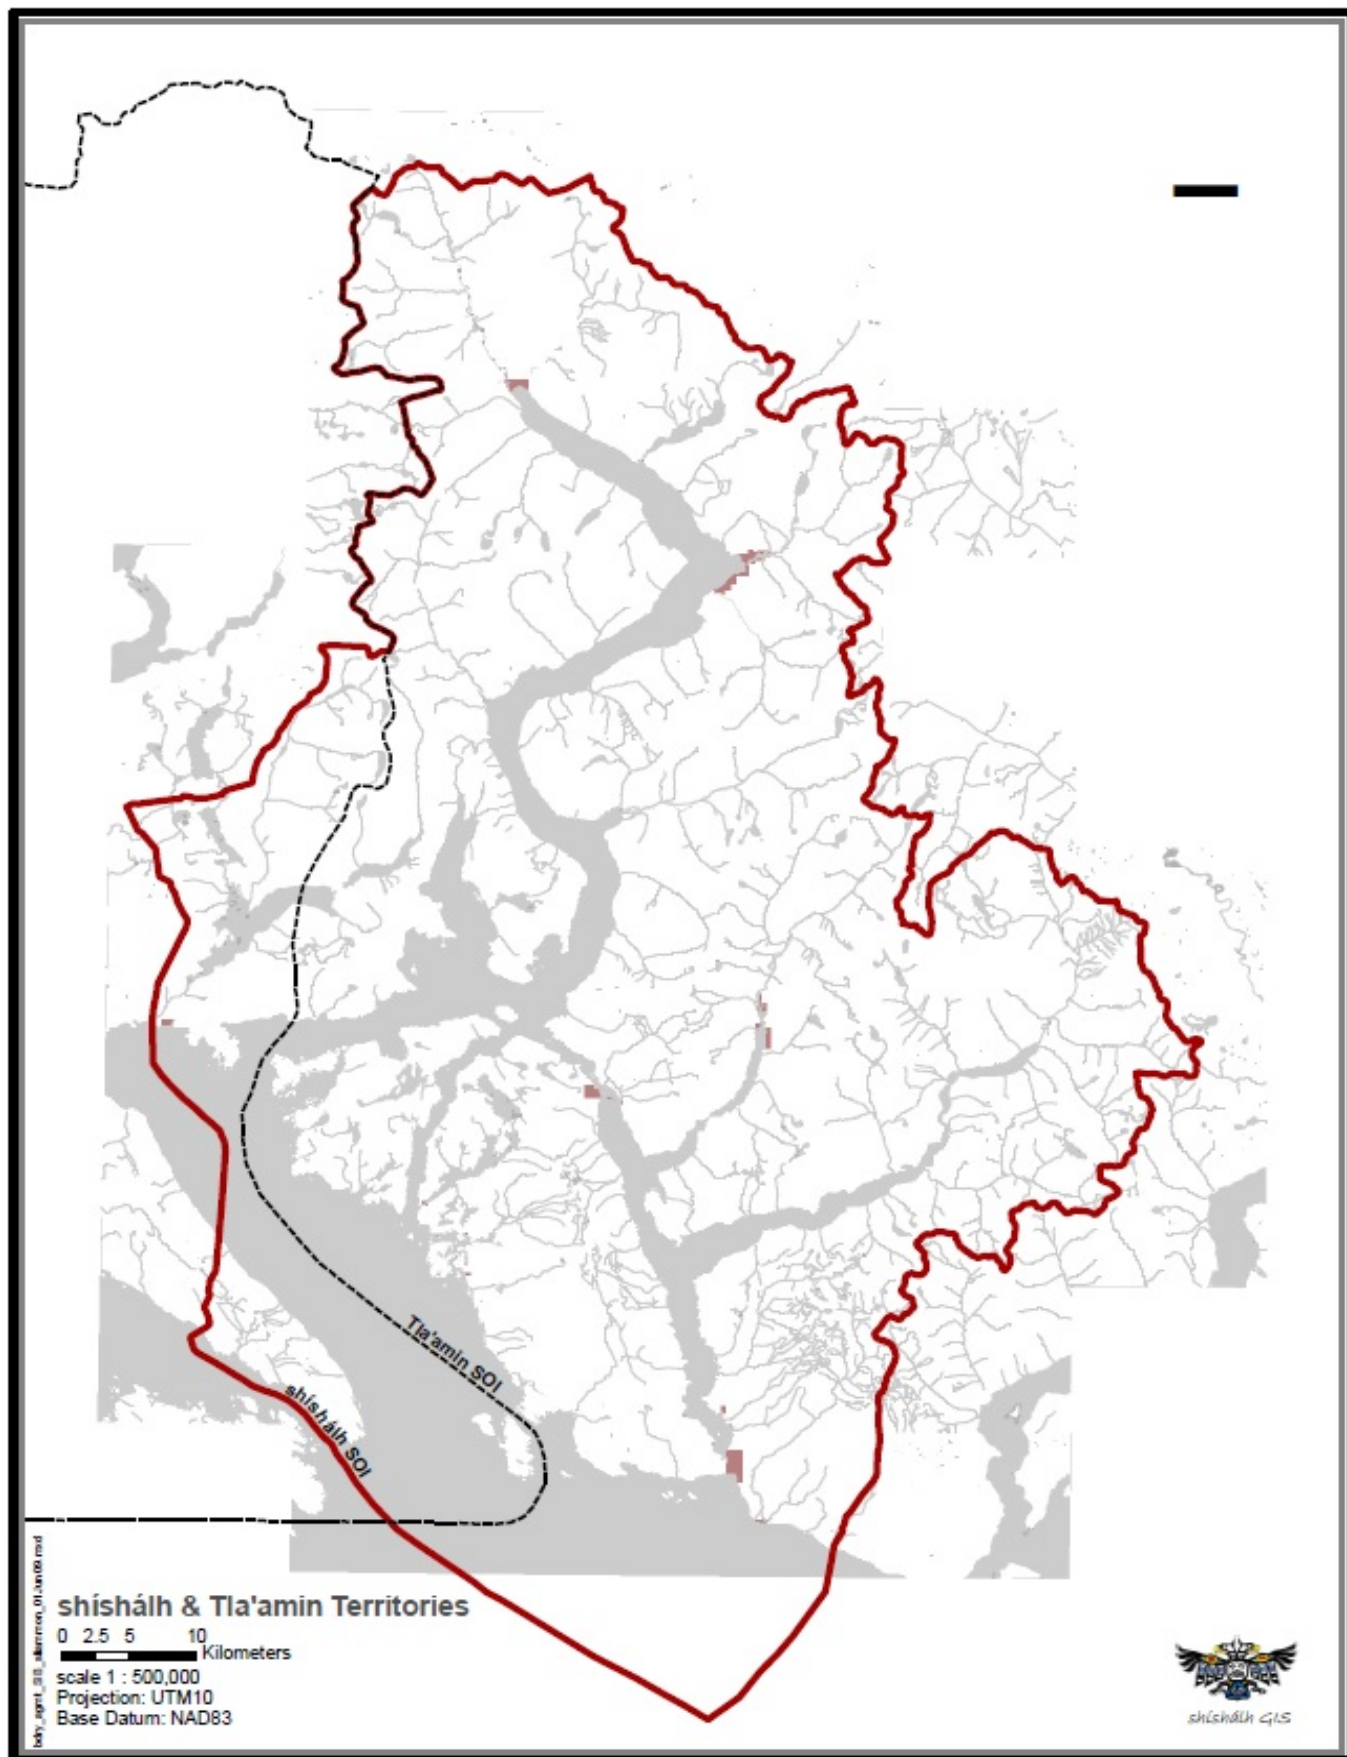 Tla'amin SOI
shíshálh SOI
shíshálh & Tla'amin Territories
0 2.5 5 10
Kilometers
scale 1 : 500,000
Projection: UTM10
Base Datum: NAD83
shíshálh GIS